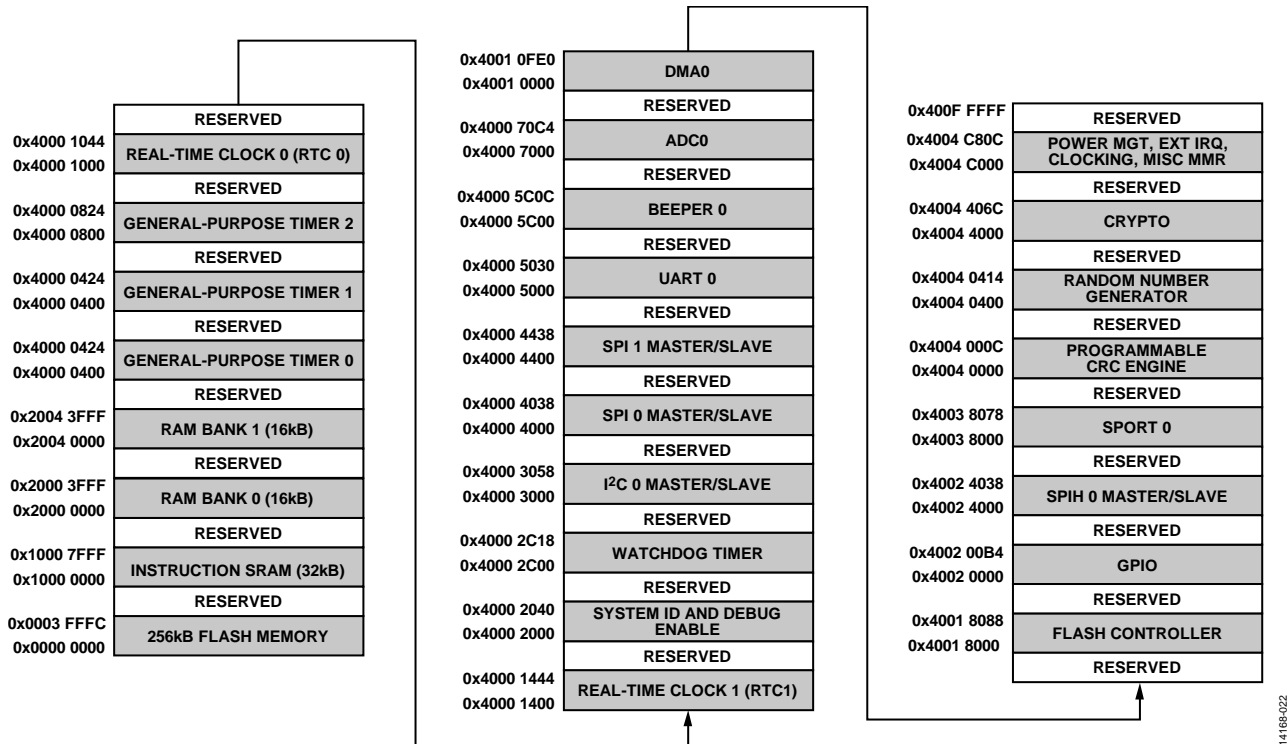 RESERVED
0x4000 1044
REAL-TIME CLOCK 0 (RTC 0)
0x4000 1000
RESERVED
0x4000 0824
GENERAL-PURPOSE TIMER 2
0x4000 0800
RESERVED
0x4000 0424
GENERAL-PURPOSE TIMER 1
0x4000 0400
RESERVED
0x4000 0424
GENERAL-PURPOSE TIMER 0
0x4000 0400
RESERVED
0x2004 3FFF
RAM BANK 1 (16kB)
0x2004 0000
RESERVED
0x2000 3FFF
RAM BANK 0 (16kB)
0x2000 0000
RESERVED
0x1000 7FFF
INSTRUCTION SRAM (32kB)
0x1000 0000
RESERVED
0x0003 FFFC
256kB FLASH MEMORY
0x0000 0000
0x4001 0FE0
DMA0
0x4001 0000
RESERVED
0x4000 70C4
ADC0
0x4000 7000
RESERVED
0x4000 5C0C
BEEPER 0
0x4000 5C00
RESERVED
0x4000 5030
UART 0
0x4000 5000
RESERVED
0x4000 4438
SPI 1 MASTER/SLAVE
0x4000 4400
RESERVED
0x4000 4038
SPI 0 MASTER/SLAVE
0x4000 4000
RESERVED
0x4000 3058
I2C 0 MASTER/SLAVE
0x4000 3000
RESERVED
0x4000 2C18
WATCHDOG TIMER
0x4000 2C00
RESERVED
0x4000 2040
SYSTEM ID AND DEBUG
ENABLE
0x4000 2000
RESERVED
0x4000 1444
REAL-TIME CLOCK 1 (RTC1)
0x4000 1400
0x400F FFFF
RESERVED
0x4004 C80C
POWER MGT, EXT IRQ,
CLOCKING, MISC MMR
0x4004 C000
RESERVED
0x4004 406C
CRYPTO
0x4004 4000
RESERVED
0x4004 0414
RANDOM NUMBER
GENERATOR
0x4004 0400
RESERVED
0x4004 000C
PROGRAMMABLE
CRC ENGINE
0x4004 0000
RESERVED
0x4003 8078
SPORT 0
0x4003 8000
RESERVED
0x4002 4038
SPIH 0 MASTER/SLAVE
0x4002 4000
RESERVED
0x4002 00B4
GPIO
0x4002 0000
RESERVED
0x4001 8088
FLASH CONTROLLER
0x4001 8000
RESERVED
14168-022